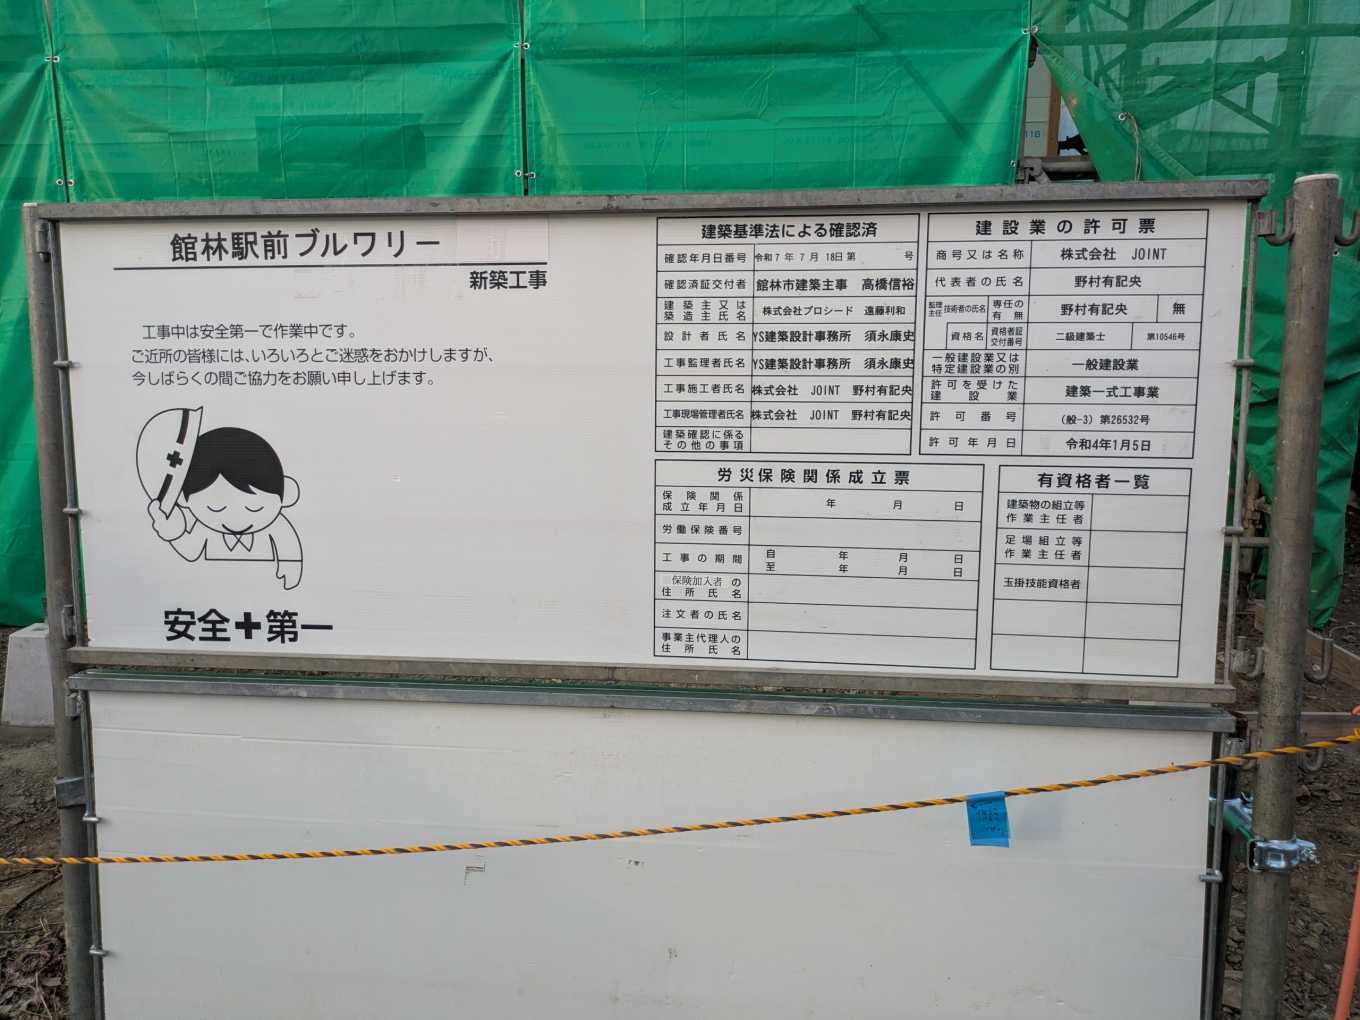 館林駅前ブルワリー
新築工事
工事中は安全第一で作業中です。
ご近所の皆様には、いろいろとご迷惑をおかけしますが、
今しばらくの間ご協力をお願い申し上げます。
安全+第一
建築基準法による確認済
確認年月日番号 令和7年7月18日第 号
確認済証交付者 館林市建築主事 高橋信裕
建築主又は築造主氏名 株式会社プロシード 遠藤利和
設計者氏名 YS建築設計事務所 須永康史
工事監理者氏名 YS建築設計事務所 須永康史
工事施工者氏名 株式会社 JOINT 野村有記央
工事現場管理者氏名 株式会社 JOINT 野村有記央
建築確認に係るその他の事項
建設業の許可票
商号又は名称 株式会社 JOINT
代表者の氏名 野村有記央
監理主任技術者の氏名 専任の有無 野村有記央 無
資格名 資格者証交付番号 二級建築士 第10546号
一般建設業又は特定建設業の別 一般建設業
許可を受けた建設業 建築一式工事業
許可番号 (般-3) 第26532号
許可年月日 令和4年1月5日
労災保険関係成立票
保険関係成立年月日 年 月 日
労働保険番号
工事の期間 自 年 月 日
至 年 月 日
保険加入者の住所氏名
注文者の氏名
事業主代理人の住所氏名
有資格者一覧
建築物の組立等作業主任者
足場組立等作業主任者
玉掛技能資格者